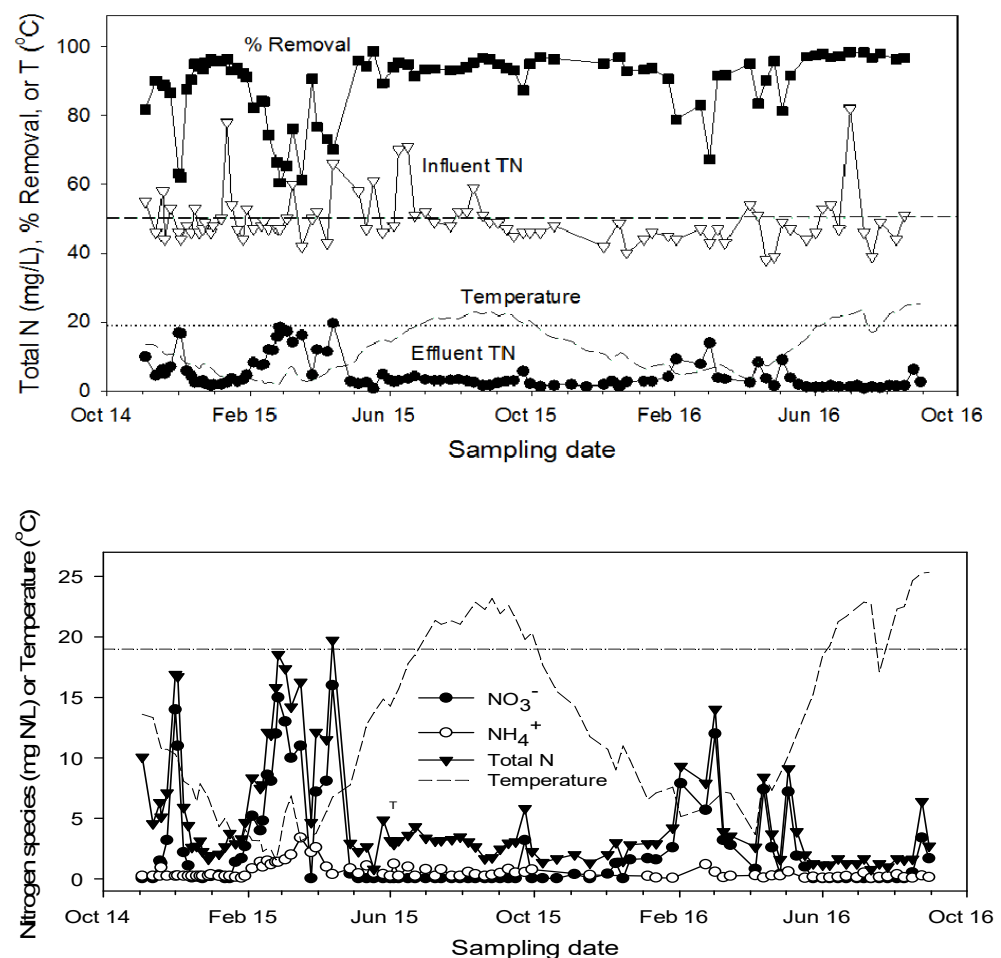 Total N (mg/L), % Removal, or T (⁰C)
100
80
60
40
20
0
% Removal
Influent TN
Temperature
Effluent TN
Oct 14
Feb 15
Jun 15
Oct 15
Feb 16
Jun 16
Oct 16
Sampling date
Nitrogen species (mg N/L) or Temperature (⁰C)
25
20
15
10
5
0
NO₃⁻
NH₄⁺
Total N
Temperature
T
Oct 14
Feb 15
Jun 15
Oct 15
Feb 16
Jun 16
Oct 16
Sampling date